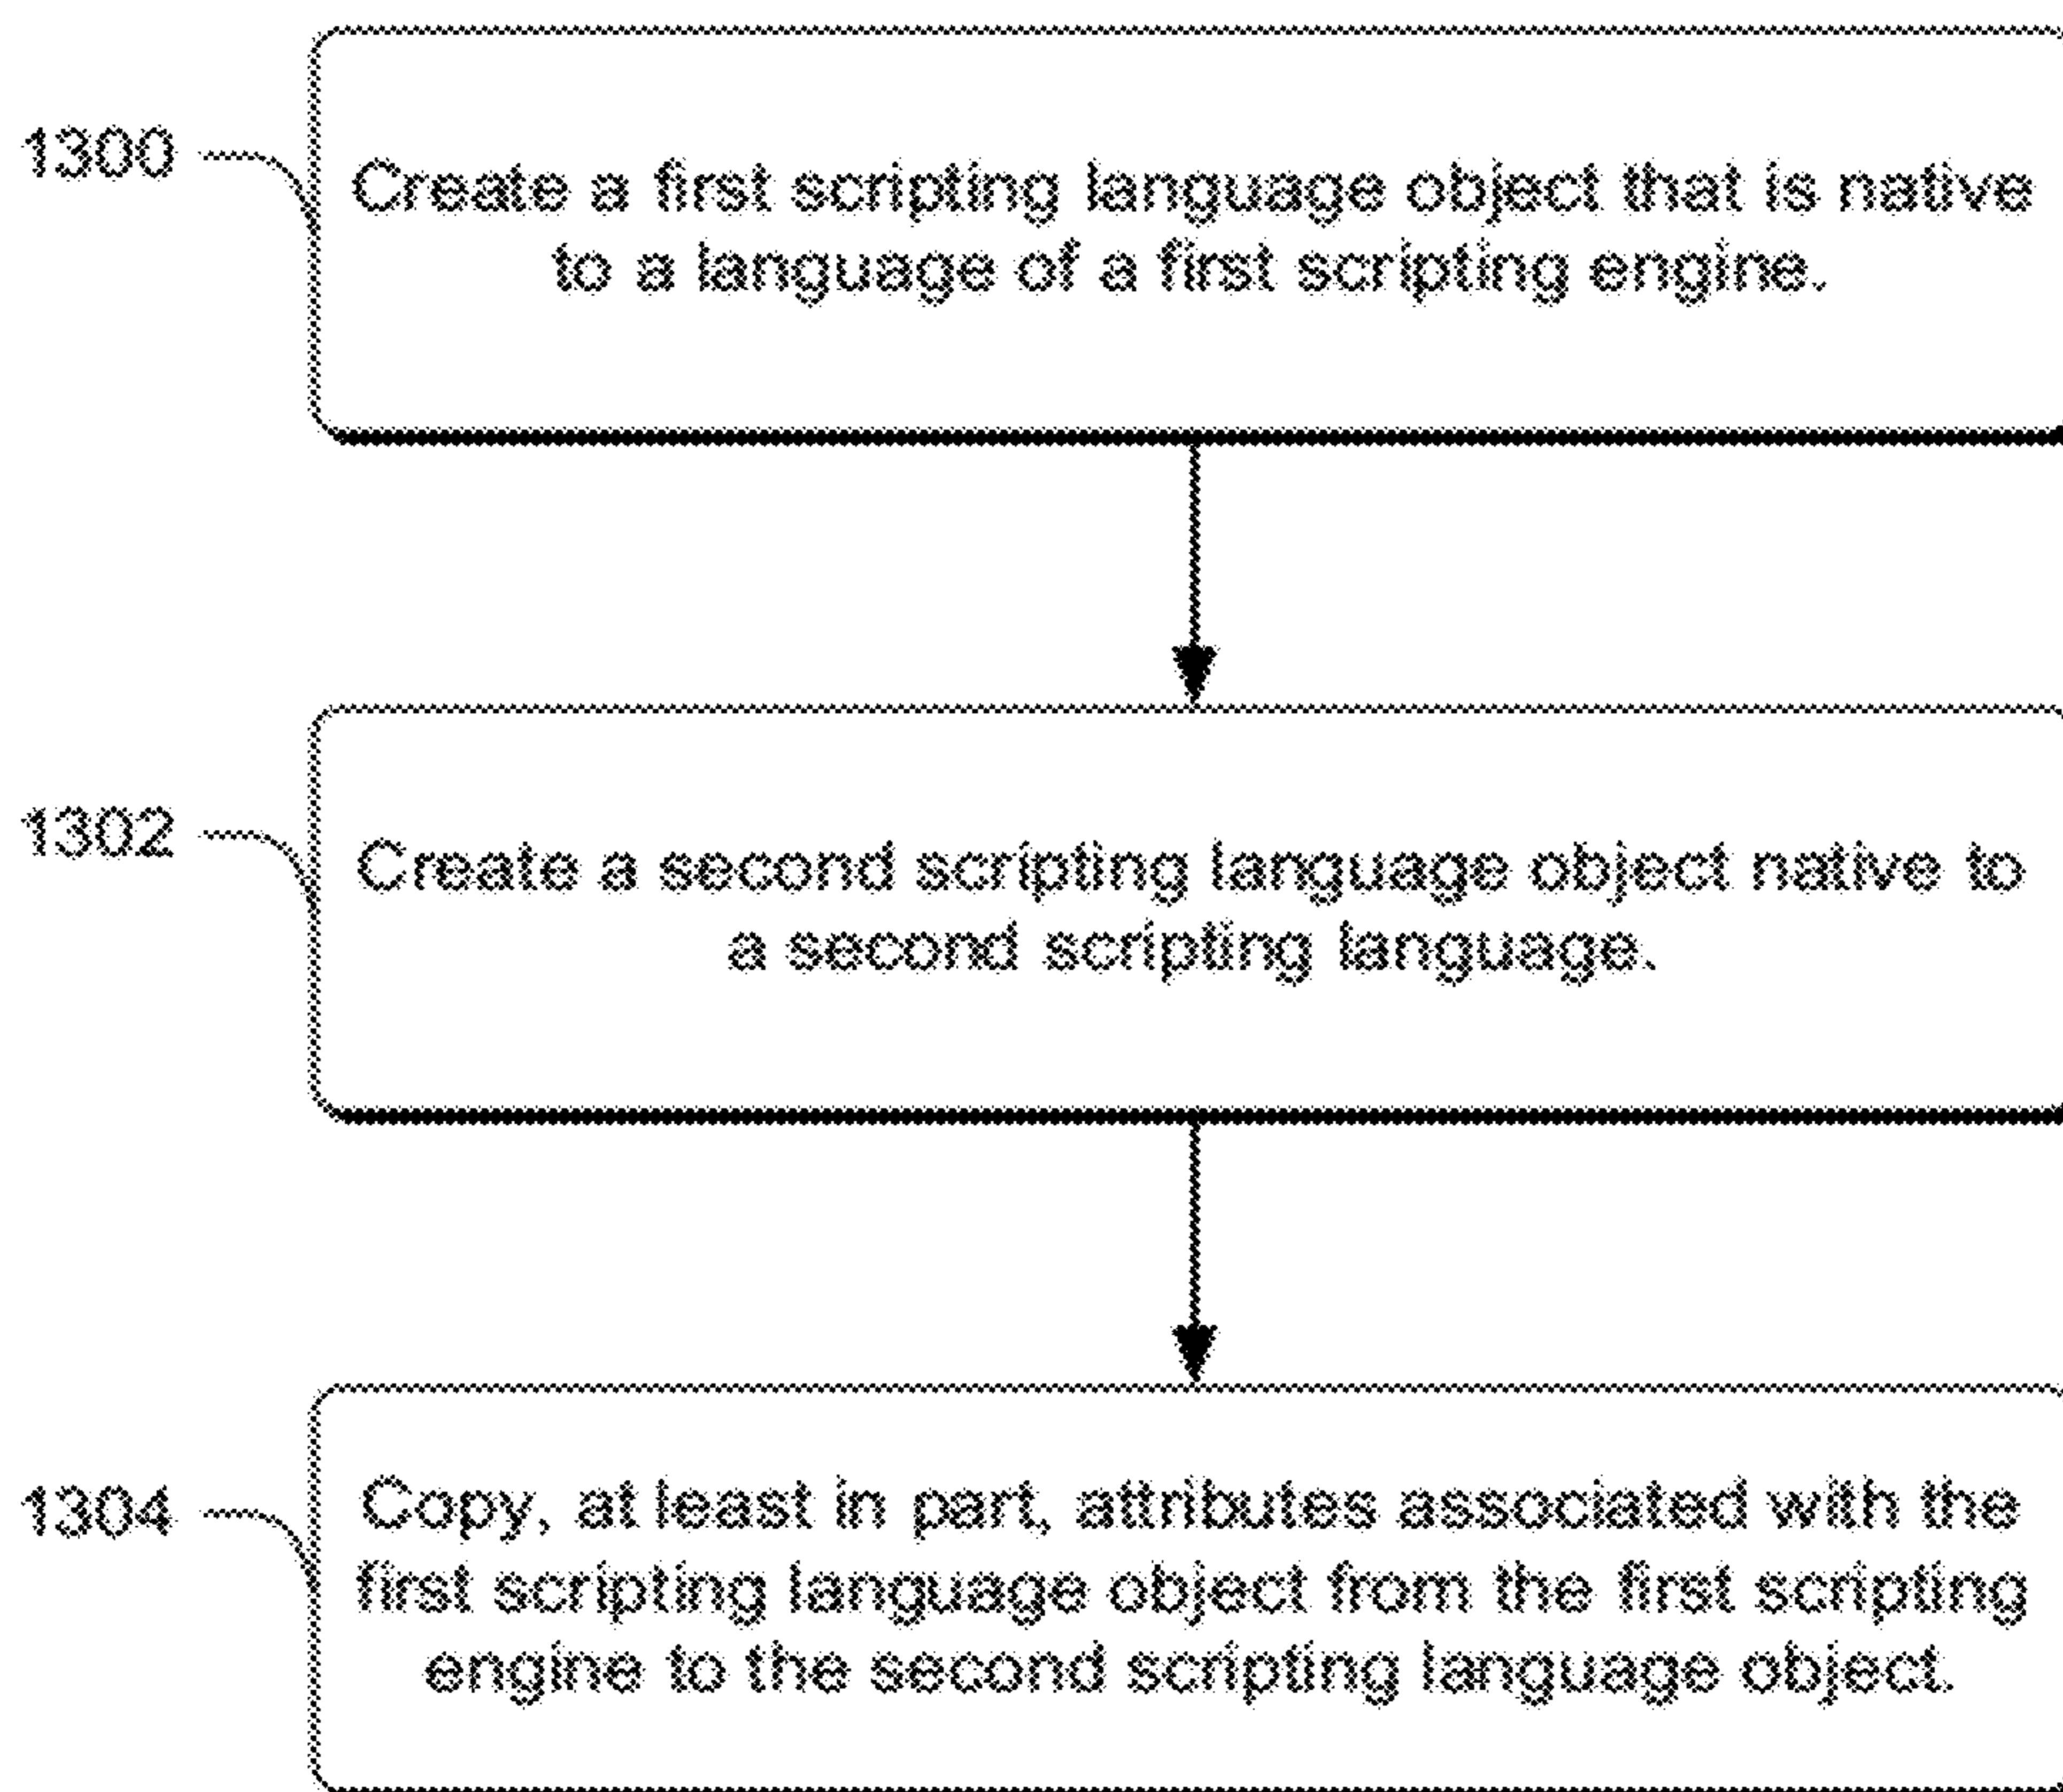 1300
Create a first scripting language object that is native
to a language of a first scripting engine.
1302
Create a second scripting language object native to
a second scripting language.
1304
Copy, at least in part, attributes associated with the
first scripting language object from the first scripting
engine to the second scripting language object.